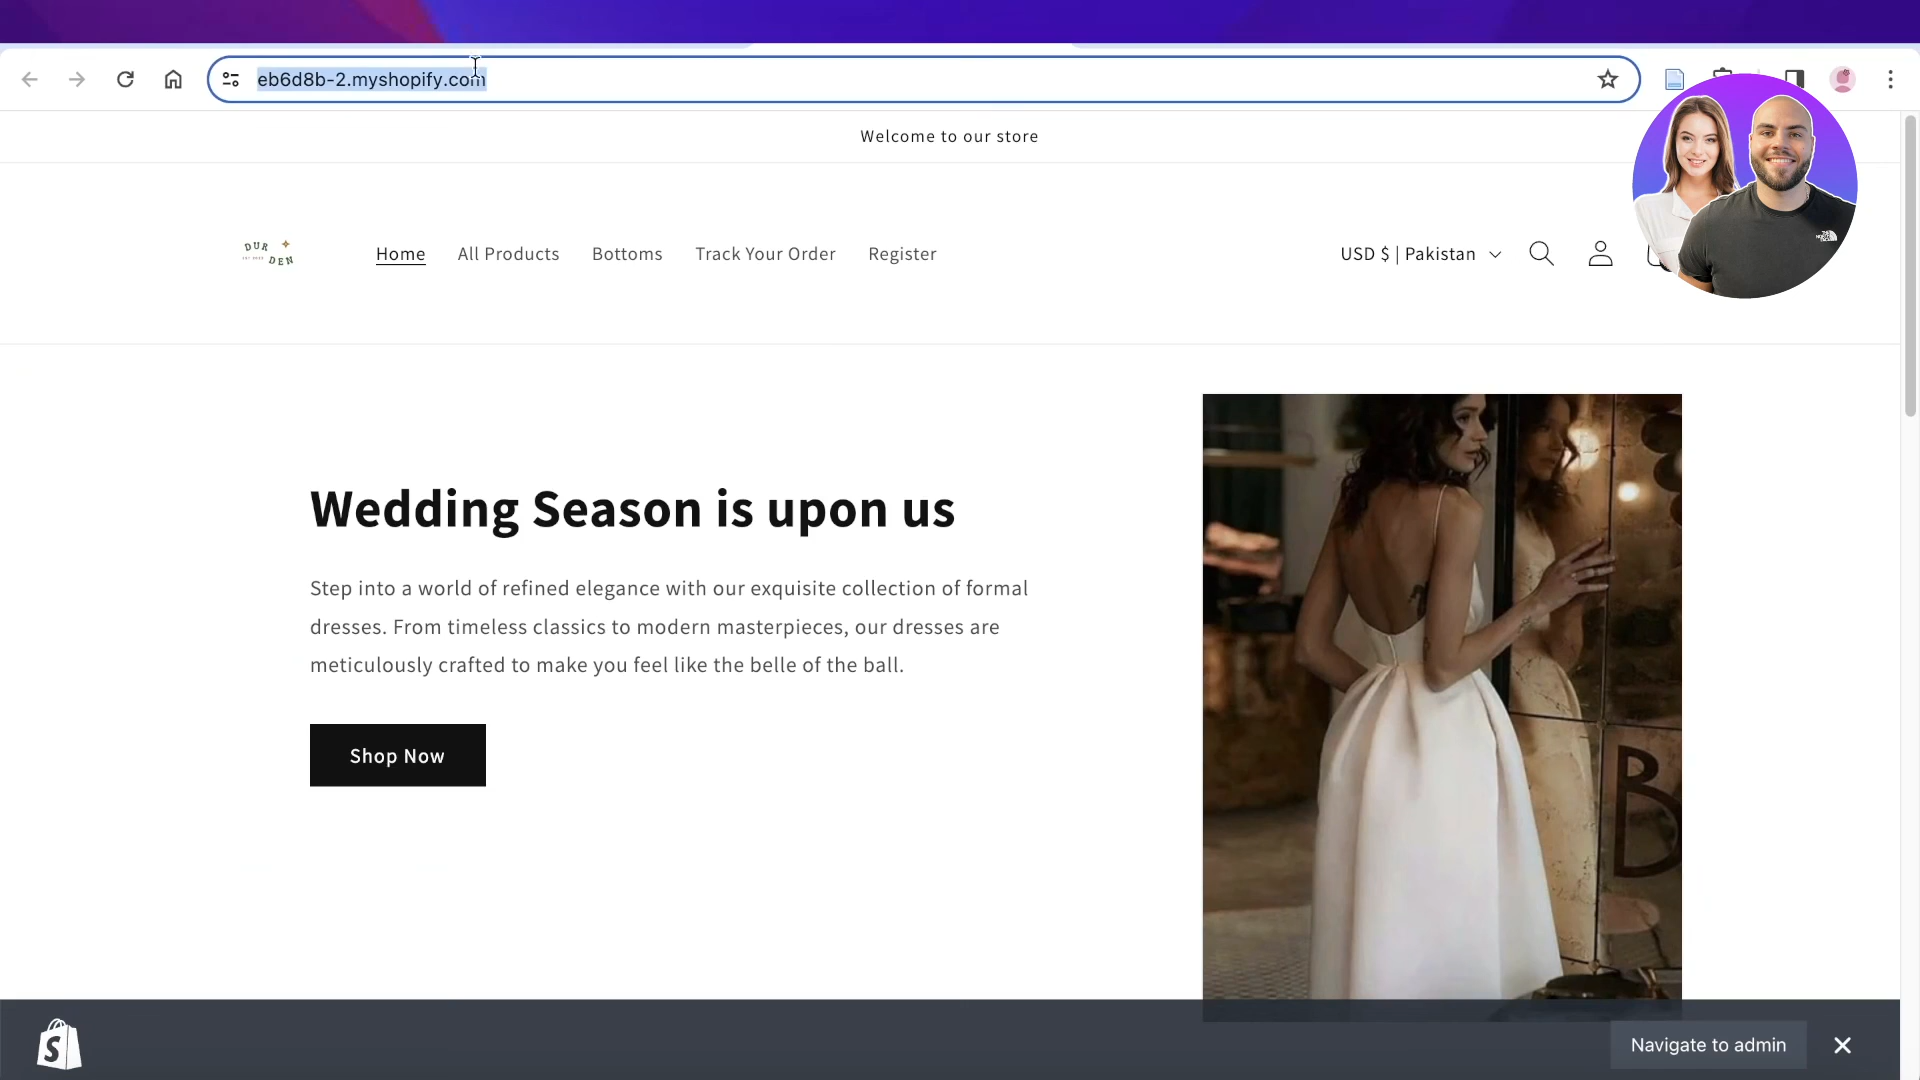 eb6d8b-2.myshopify.com
Welcome to our store
DUR
DEN
Home
All Products
Bottoms
Track Your Order
Register
USD $ | Pakistan
Wedding Season is upon us
Step into a world of refined elegance with our exquisite collection of formal
dresses. From timeless classics to modern masterpieces, our dresses are
meticulously crafted to make you feel like the belle of the ball.
Shop Now
B
S
Navigate to admin